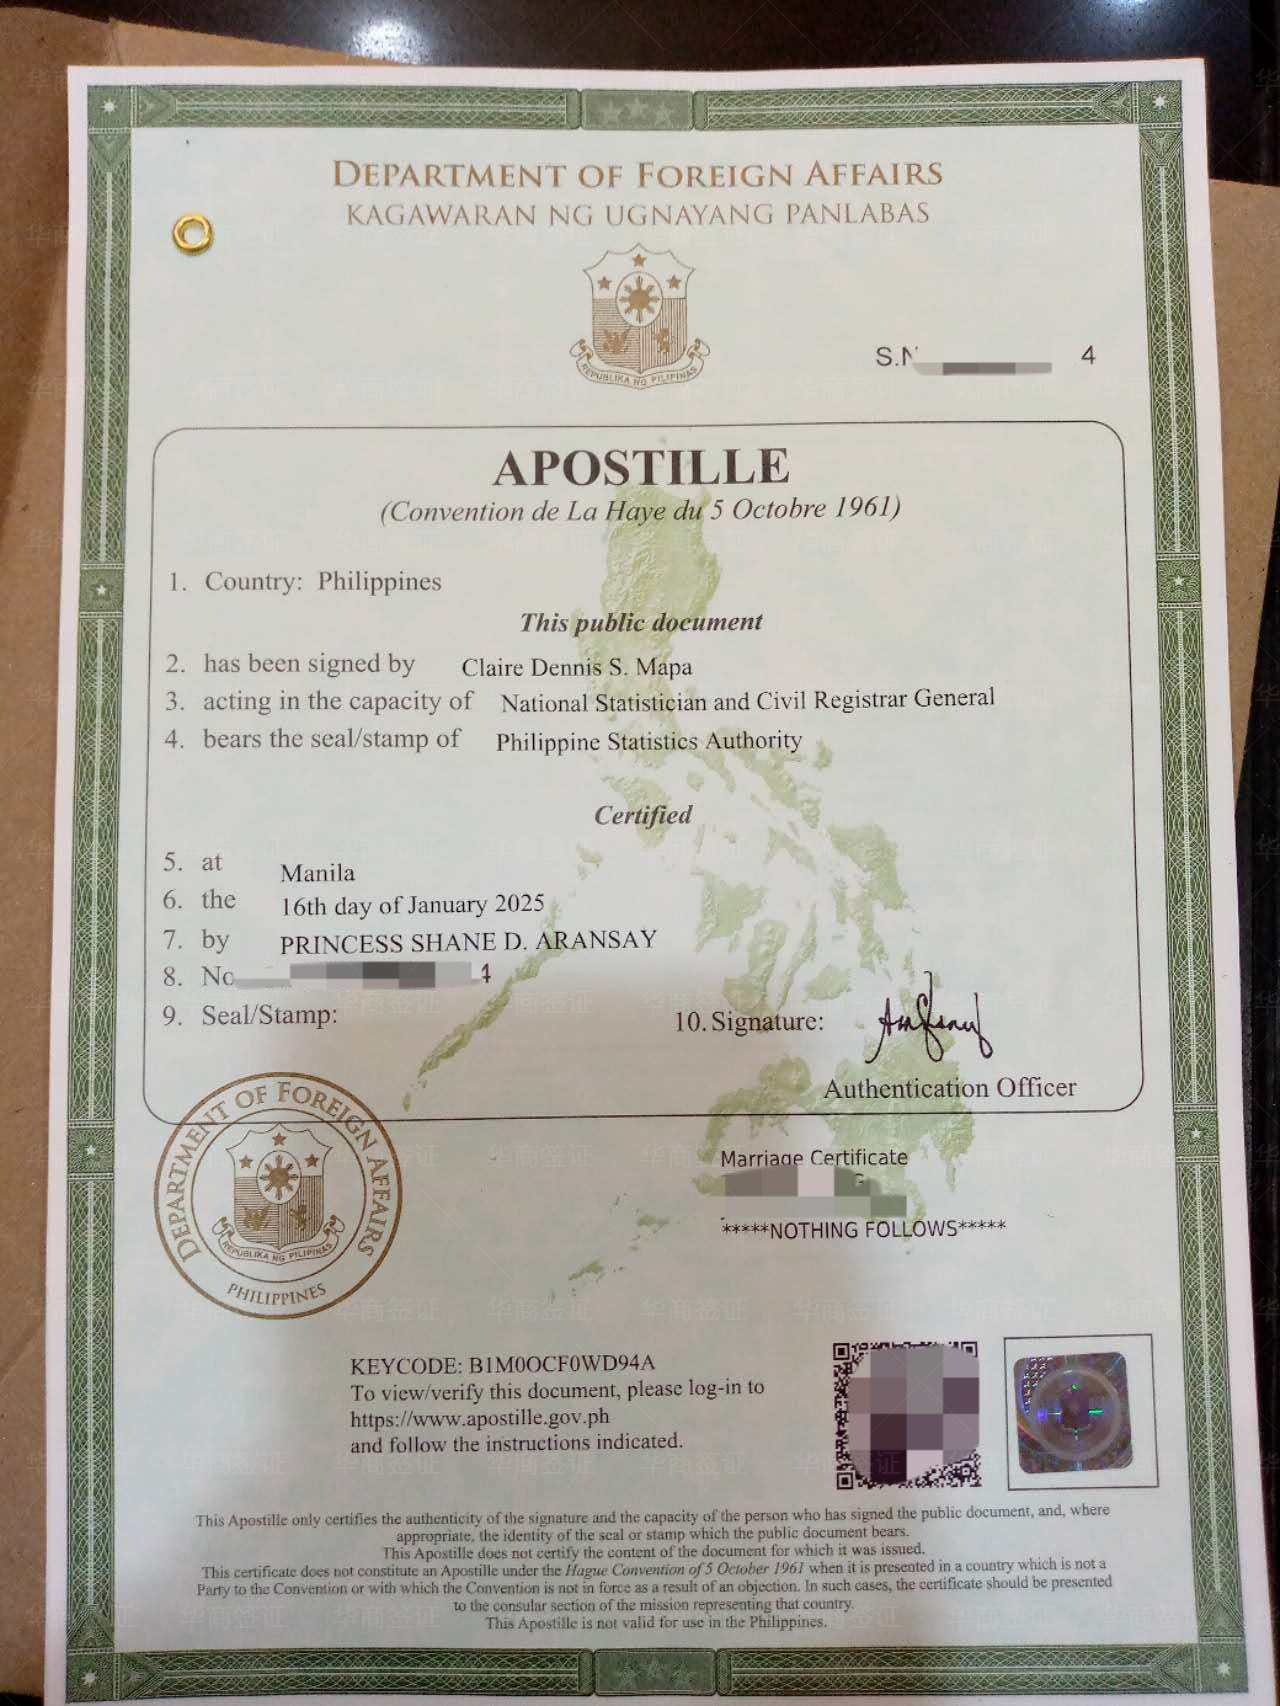 DEPARTMENT OF FOREIGN AFFAIRS
KAGAWARAN NG UGNAYANG PANLABAS
REPUBLIKA NG PILIPINAS
S.N 4
APOSTILLE
(Convention de La Haye du 5 Octobre 1961)
1. Country: Philippines
This public document
2. has been signed by Claire Dennis S. Mapa
3. acting in the capacity of National Statistician and Civil Registrar General
4. bears the seal/stamp of Philippine Statistics Authority
Certified
5. at Manila
6. the 16th day of January 2025
7. by PRINCESS SHANE D. ARANSAY
8. No 4
9. Seal/Stamp:
10. Signature:
Authentication Officer
DEPARTMENT OF FOREIGN AFFAIRS
REPUBLIKA NG PILIPINAS
PHILIPPINES
Marriage Certificate
*****NOTHING FOLLOWS*****
KEYCODE: B1M0OCF0WD94A
To view/verify this document, please log-in to
https://www.apostille.gov.ph
and follow the instructions indicated.
This Apostille only certifies the authenticity of the signature and the capacity of the person who has signed the public document, and, where
appropriate, the identity of the seal or stamp which the public document bears.
This Apostille does not certify the content of the document for which it was issued.
This certificate does not constitute an Apostille under the Hague Convention of 5 October 1961 when it is presented in a country which is not a
Party to the Convention or with which the Convention is not in force as a result of an objection. In such cases, the certificate should be presented
to the consular section of the mission representing that country.
This Apostille is not valid for use in the Philippines.
华商签证